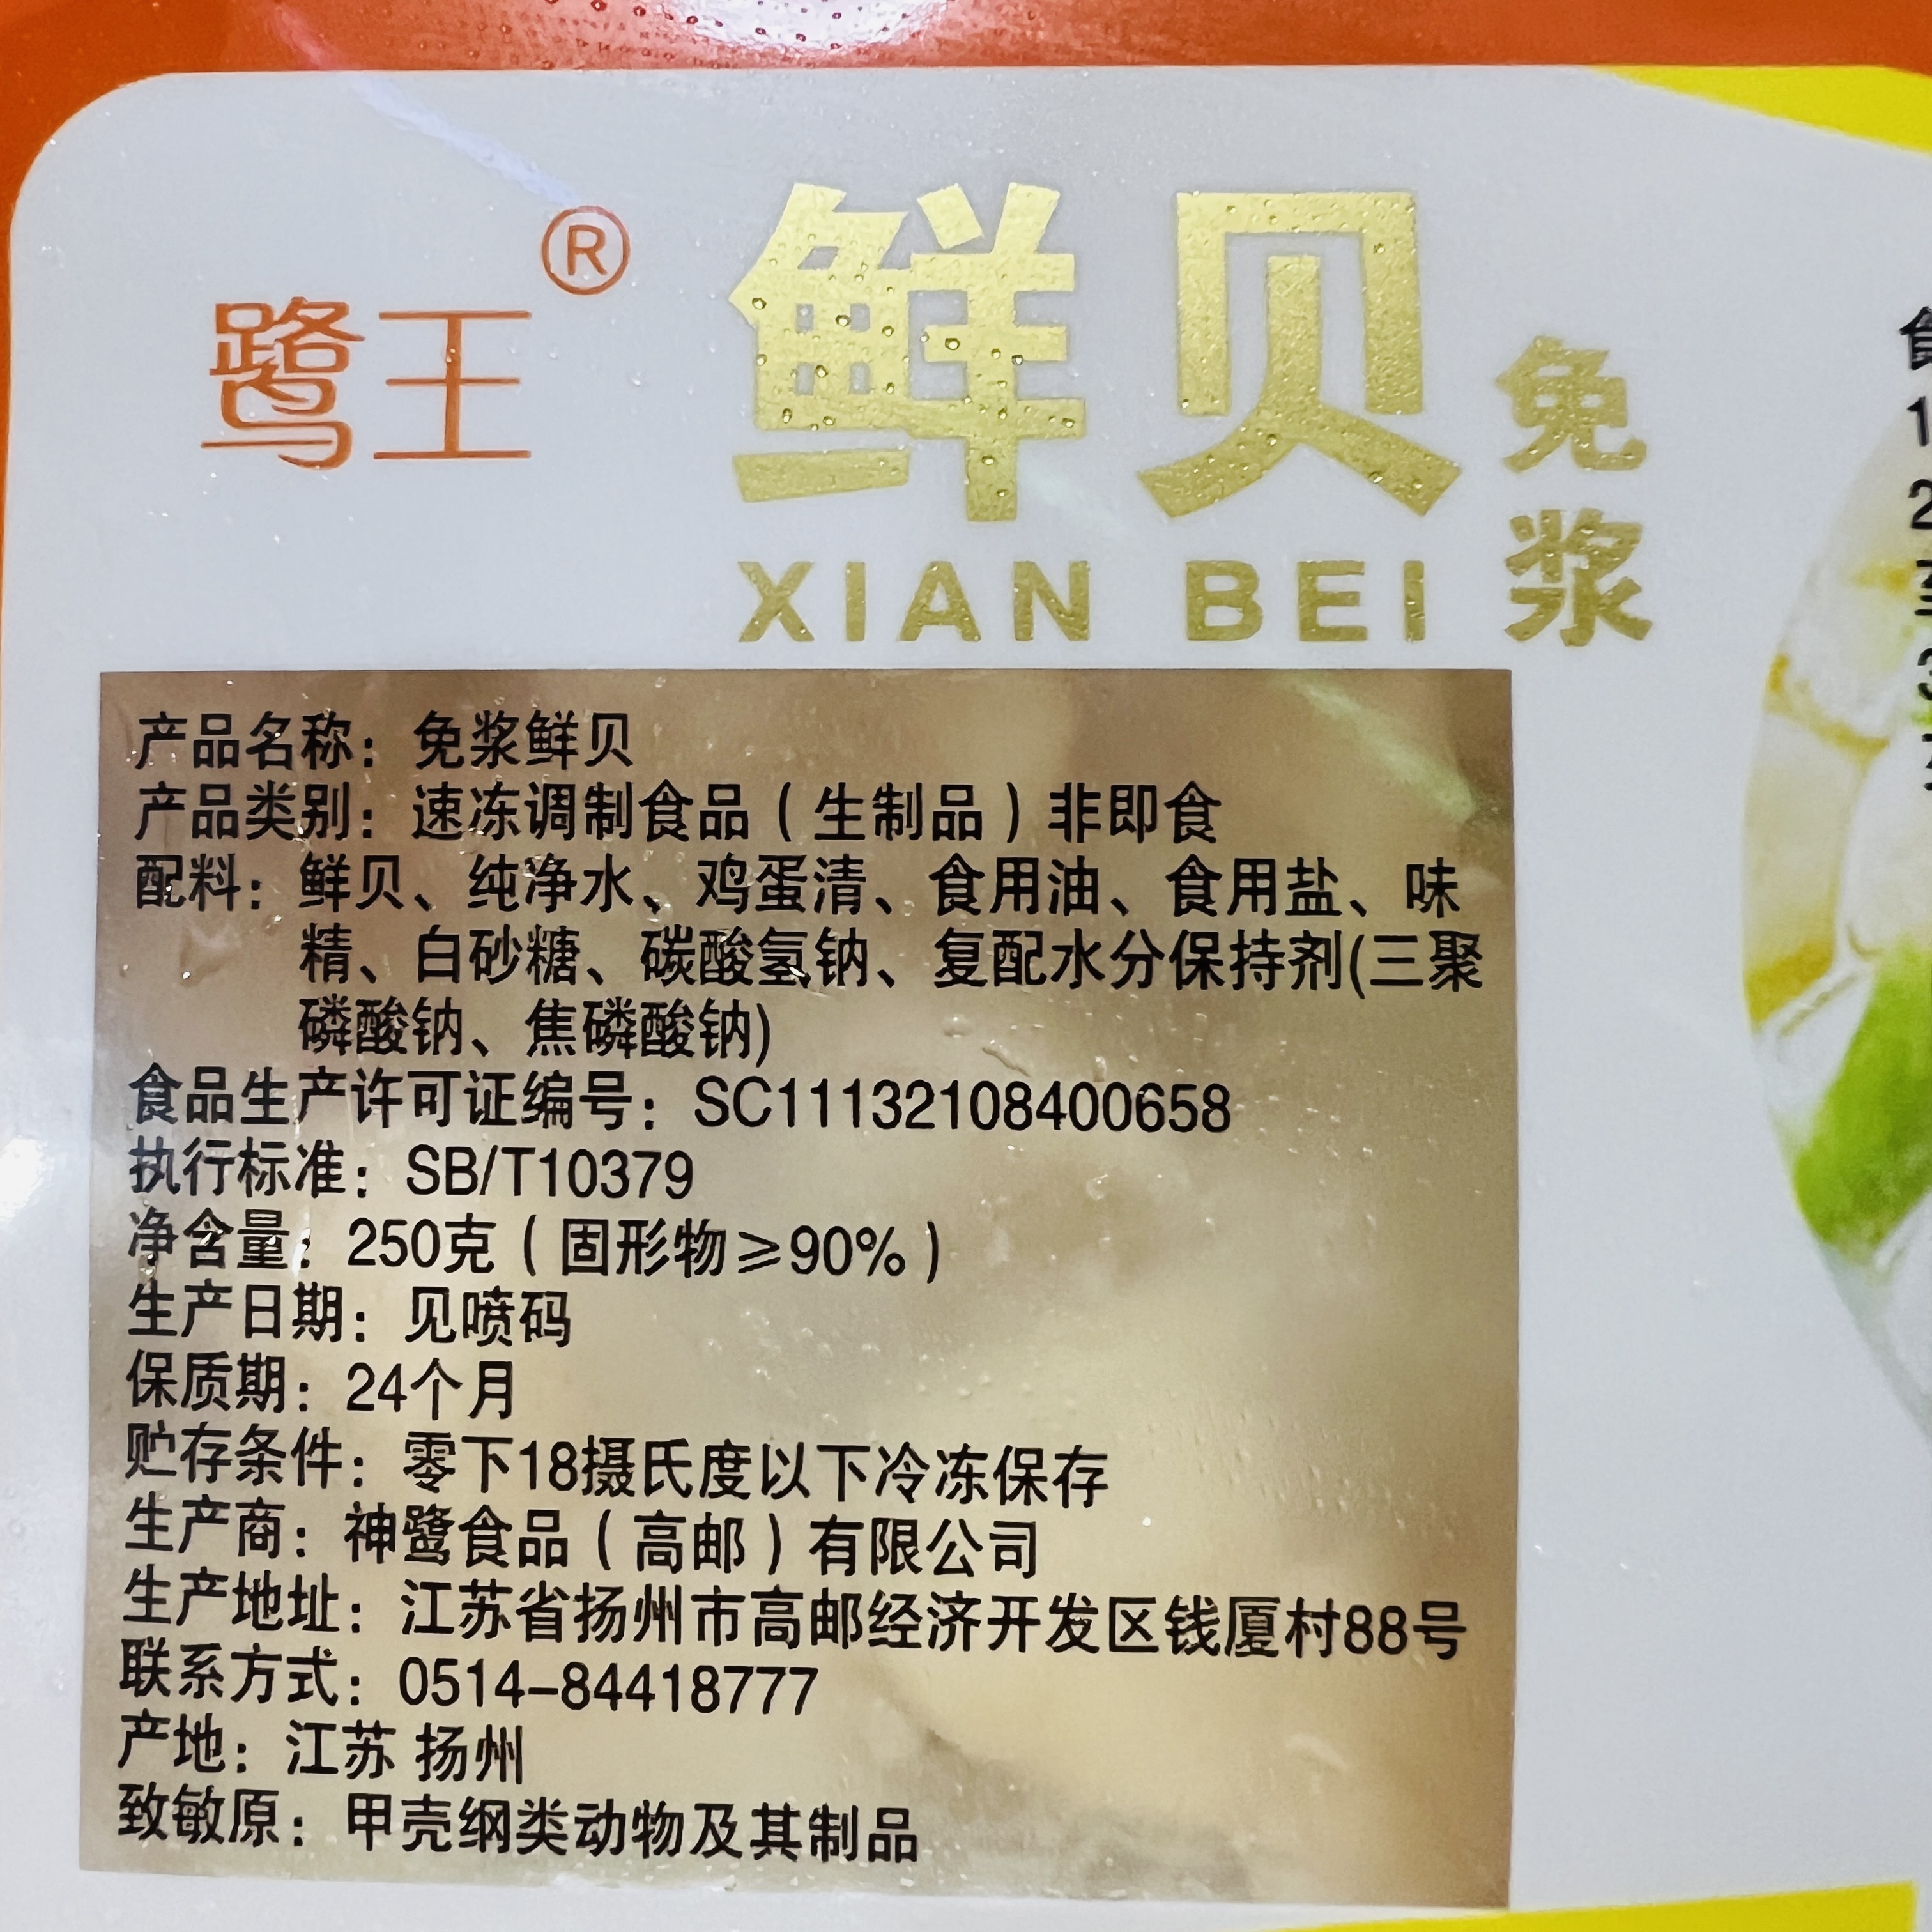 鹭王®
鲜贝
免浆
XIAN BEI
产品名称：免浆鲜贝
产品类别：速冻调制食品（生制品）非即食
配料：鲜贝、纯净水、鸡蛋清、食用油、食用盐、味
精、白砂糖、碳酸氢钠、复配水分保持剂(三聚
磷酸钠、焦磷酸钠)
食品生产许可证编号：SC11132108400658
执行标准：SB/T10379
净含量：250克（固形物≥90%）
生产日期：见喷码
保质期：24个月
贮存条件：零下18摄氏度以下冷冻保存
生产商：神鹭食品（高邮）有限公司
生产地址：江苏省扬州市高邮经济开发区钱厦村88号
联系方式：0514-84418777
产地：江苏 扬州
致敏原：甲壳纲类动物及其制品